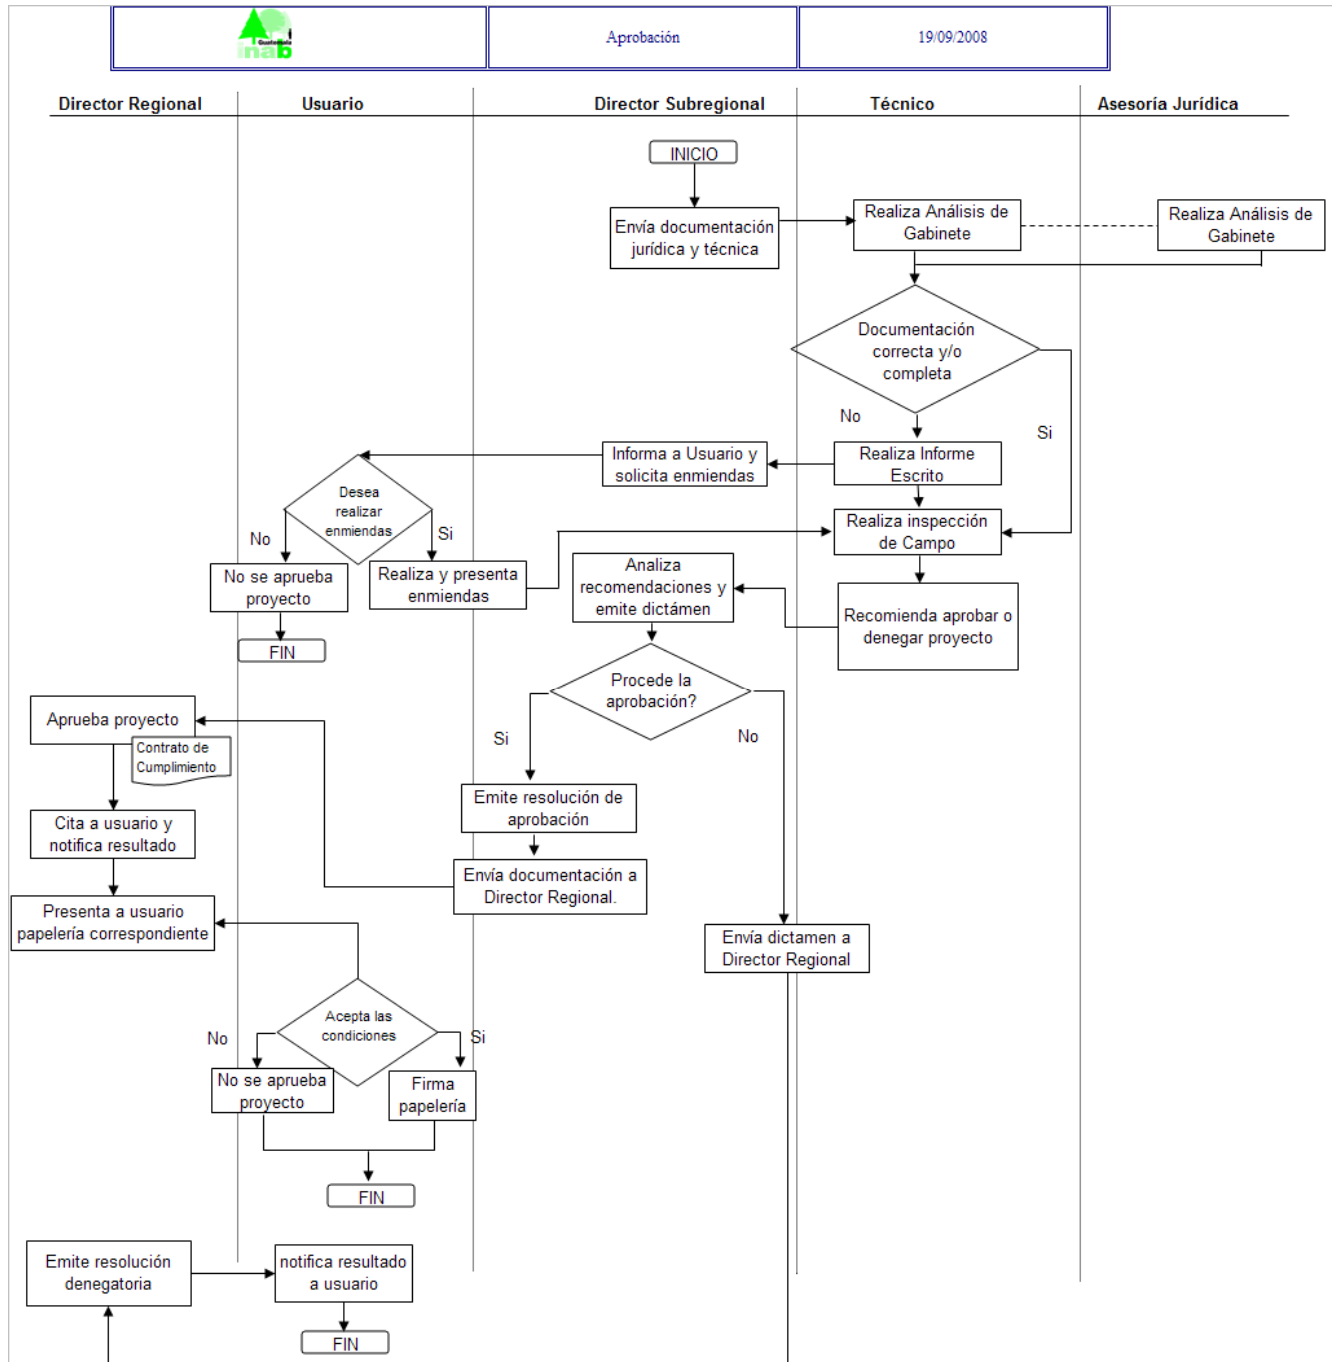 Guatemala
inab
Aprobación
19/09/2008
Director Regional
Usuario
Director Subregional
Técnico
Asesoría Jurídica
INICIO
Envía documentación
jurídica y técnica
Realiza Análisis de
Gabinete
Realiza Análisis de
Gabinete
Documentación
correcta y/o
completa
No
Si
Informa a Usuario y
solicita enmiendas
Realiza Informe
Escrito
Desea
realizar
enmiendas
No
Si
Realiza inspección
de Campo
No se aprueba
proyecto
Realiza y presenta
enmiendas
Analiza
recomendaciones y
emite dictámen
Recomienda aprobar o
denegar proyecto
FIN
Procede la
aprobación?
Si
No
Aprueba proyecto
Contrato de
Cumplimiento
Emite resolución de
aprobación
Cita a usuario y
notifica resultado
Envía documentación a
Director Regional.
Presenta a usuario
papelería correspondiente
Envía dictamen a
Director Regional
Acepta las
condiciones
No
Si
No se aprueba
proyecto
Firma
papelería
FIN
Emite resolución
denegatoria
notifica resultado
a usuario
FIN